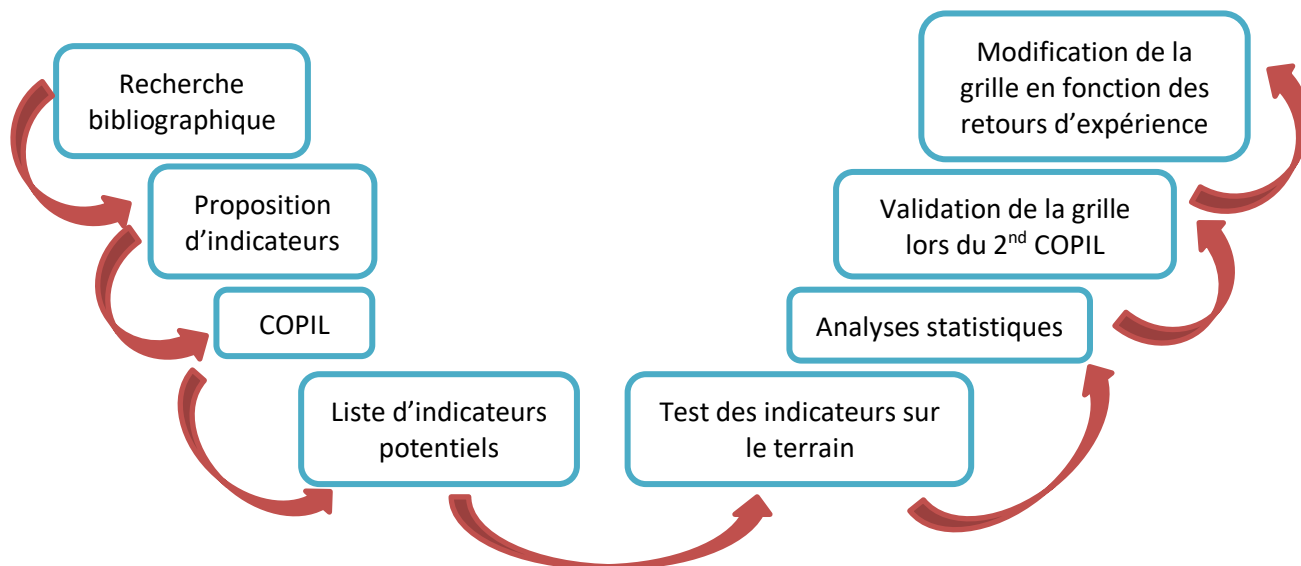 Recherche
bibliographique
Proposition
d’indicateurs
COPIL
Liste d’indicateurs
potentiels
Test des indicateurs sur
le terrain
Analyses statistiques
Validation de la grille
lors du 2nd COPIL
Modification de la
grille en fonction des
retours d’expérience